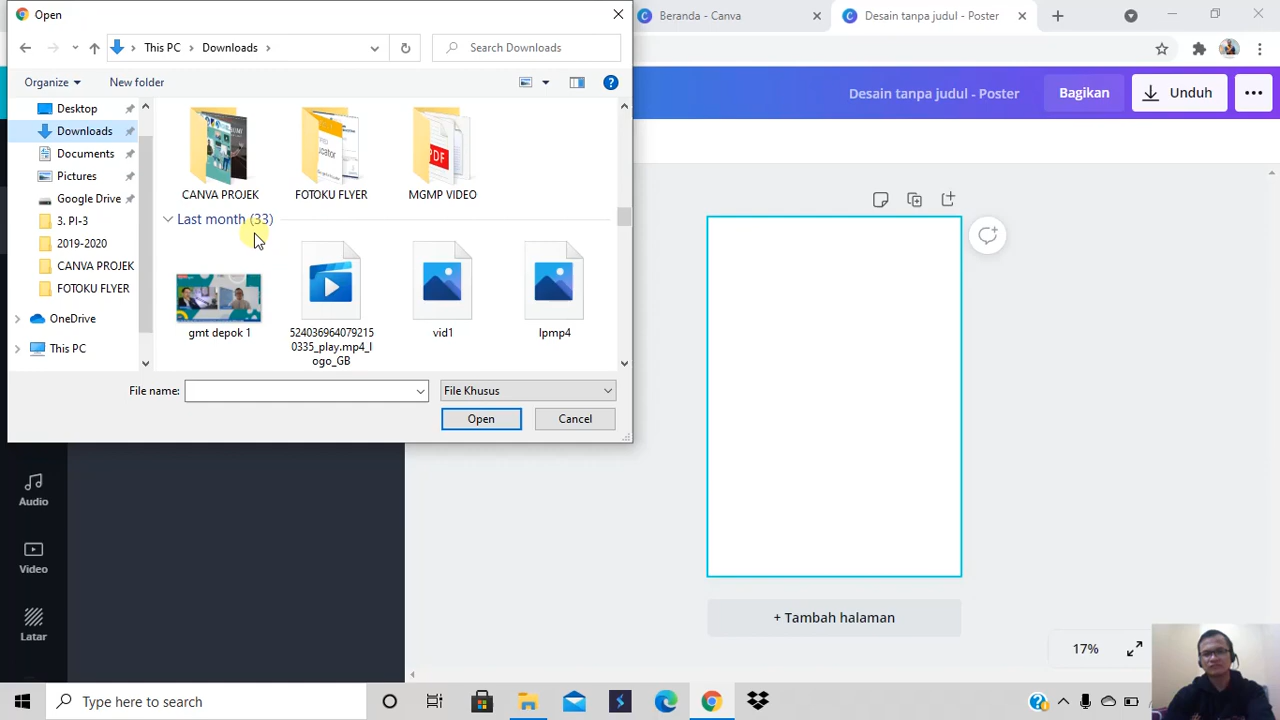 Open
Beranda - Canva
Desain tanpa judul - Poster
This PC
Downloads
Search Downloads
Organize
New folder
Desain tanpa judul - Poster
Bagikan
Unduh
Desktop
Downloads
Documents
Pictures
Google Drive
3. PI-3
2019-2020
CANVA PROJEK
FOTOKU FLYER
OneDrive
This PC
CANVA PROJEK
FOTOKU FLYER
MGMP VIDEO
PDF
Last month (33)
gmt depok 1
524036964079215
0335_play.mp4_l
ogo_GB
vid1
lpmp4
File name:
File Khusus
Open
Cancel
Audio
Video
Latar
+ Tambah halaman
17%
Type here to search